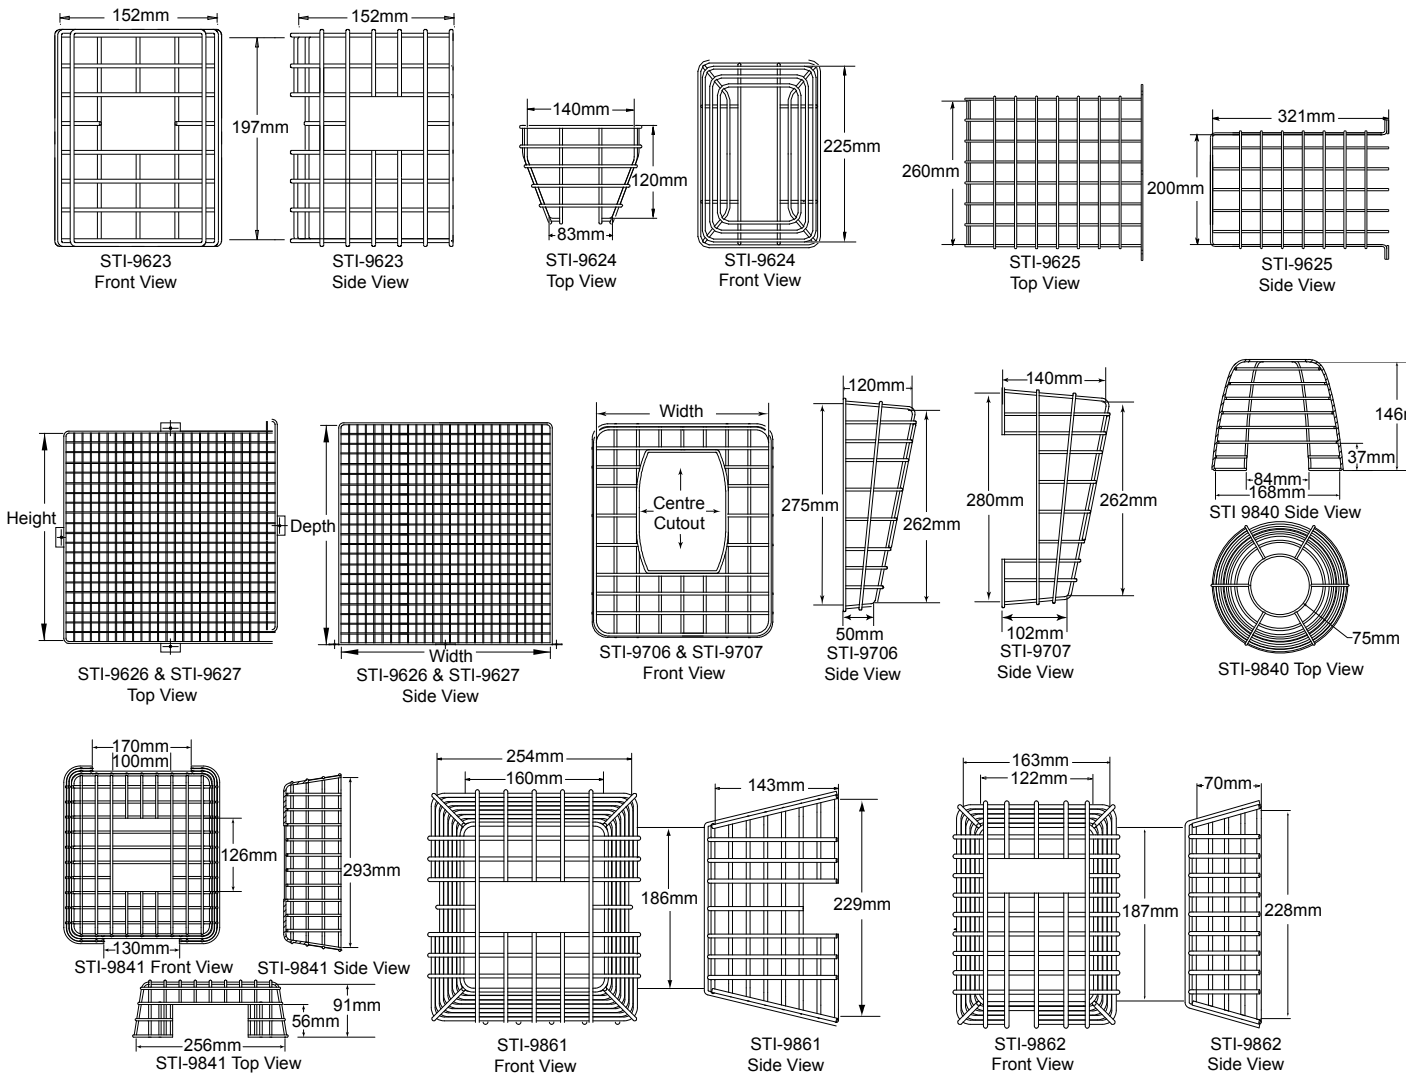 152mm
197mm
STI-9623
Front View
152mm
STI-9623
Side View
140mm
120mm
83mm
STI-9624
Top View
225mm
STI-9624
Front View
260mm
STI-9625
Top View
321mm
200mm
STI-9625
Side View
Height
STI-9626 & STI-9627
Top View
Depth
Width
STI-9626 & STI-9627
Side View
Width
Centre
Cutout
STI-9706 & STI-9707
Front View
120mm
275mm
262mm
50mm
STI-9706
Side View
140mm
280mm
262mm
102mm
STI-9707
Side View
146m
37mm
84mm
168mm
STI 9840 Side View
75mm
STI-9840 Top View
170mm
100mm
126mm
130mm
STI-9841 Front View
293mm
STI-9841 Side View
91mm
56mm
256mm
STI-9841 Top View
254mm
160mm
186mm
STI-9861
Front View
143mm
229mm
STI-9861
Side View
163mm
122mm
187mm
STI-9862
Front View
70mm
228mm
STI-9862
Side View